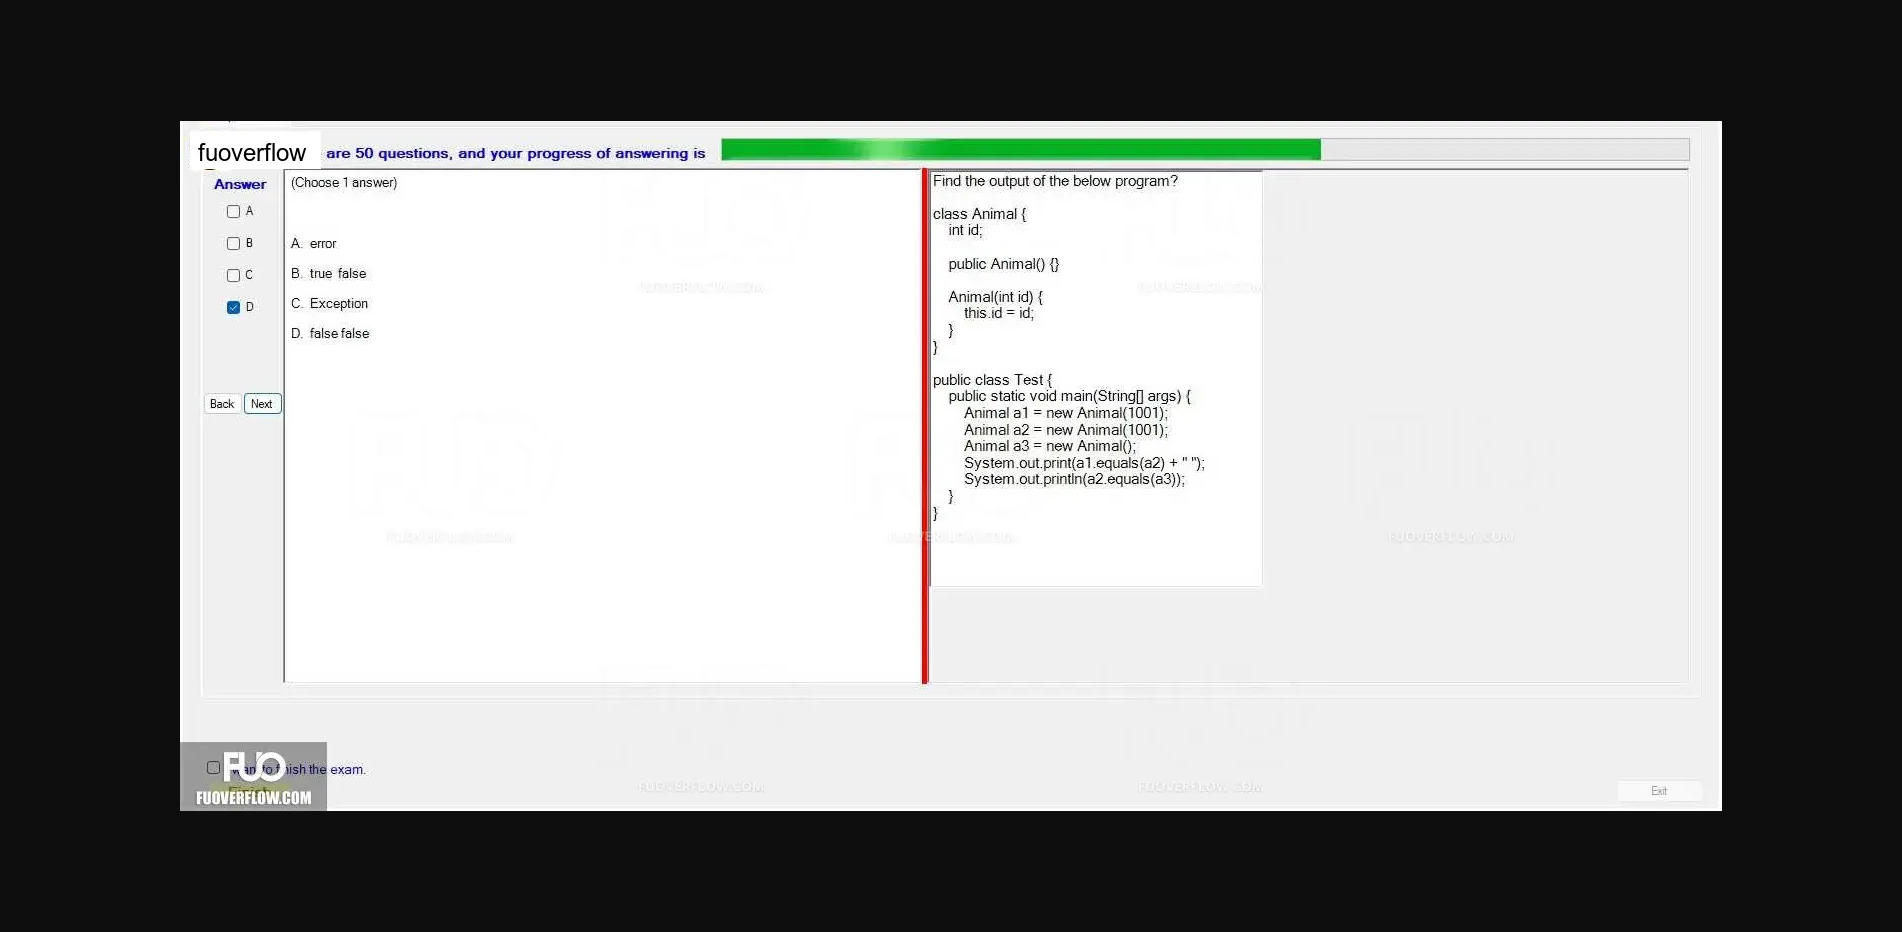 fuoverflow are 50 questions, and your progress of answering is
Answer
A
B
C
D
Back Next
(Choose 1 answer)
A. error
B. true false
C. Exception
D. false false
Find the output of the below program?
class Animal {
int id;
public Animal() {}
Animal(int id) {
this.id = id;
}
}
public class Test {
public static void main(String[] args) {
Animal a1 = new Animal(1001);
Animal a2 = new Animal(1001);
Animal a3 = new Animal();
System.out.print(a1.equals(a2) + " ");
System.out.println(a2.equals(a3));
}
}
FUOVERFLOW.COM
FUOVERFLOW.COM
FUOVERFLOW.COM
FUOVERFLOW.COM
FUOVERFLOW.COM
FUOVERFLOW.COM
FUOVERFLOW.COM
the exam.
FUO
FUOVERFLOW.COM
Exit